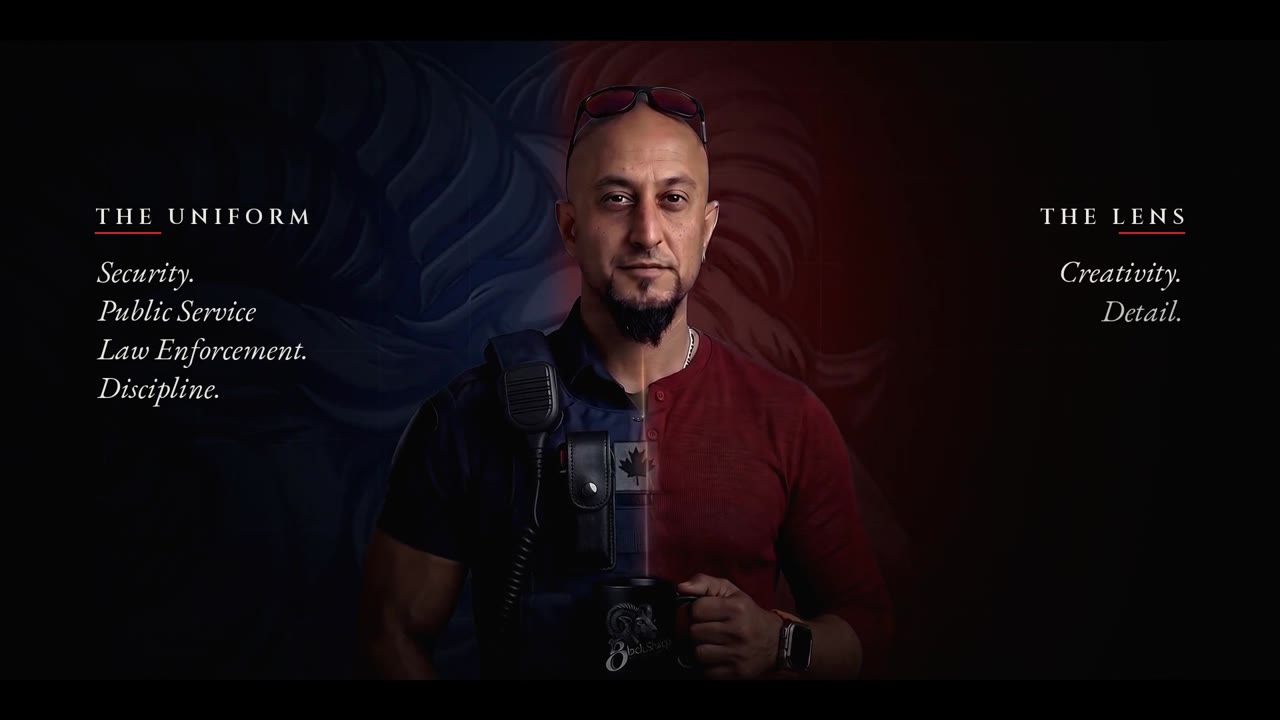 THE UNIFORM
Security.
Public Service
Law Enforcement.
Discipline.
THE LENS
Creativity.
Detail.